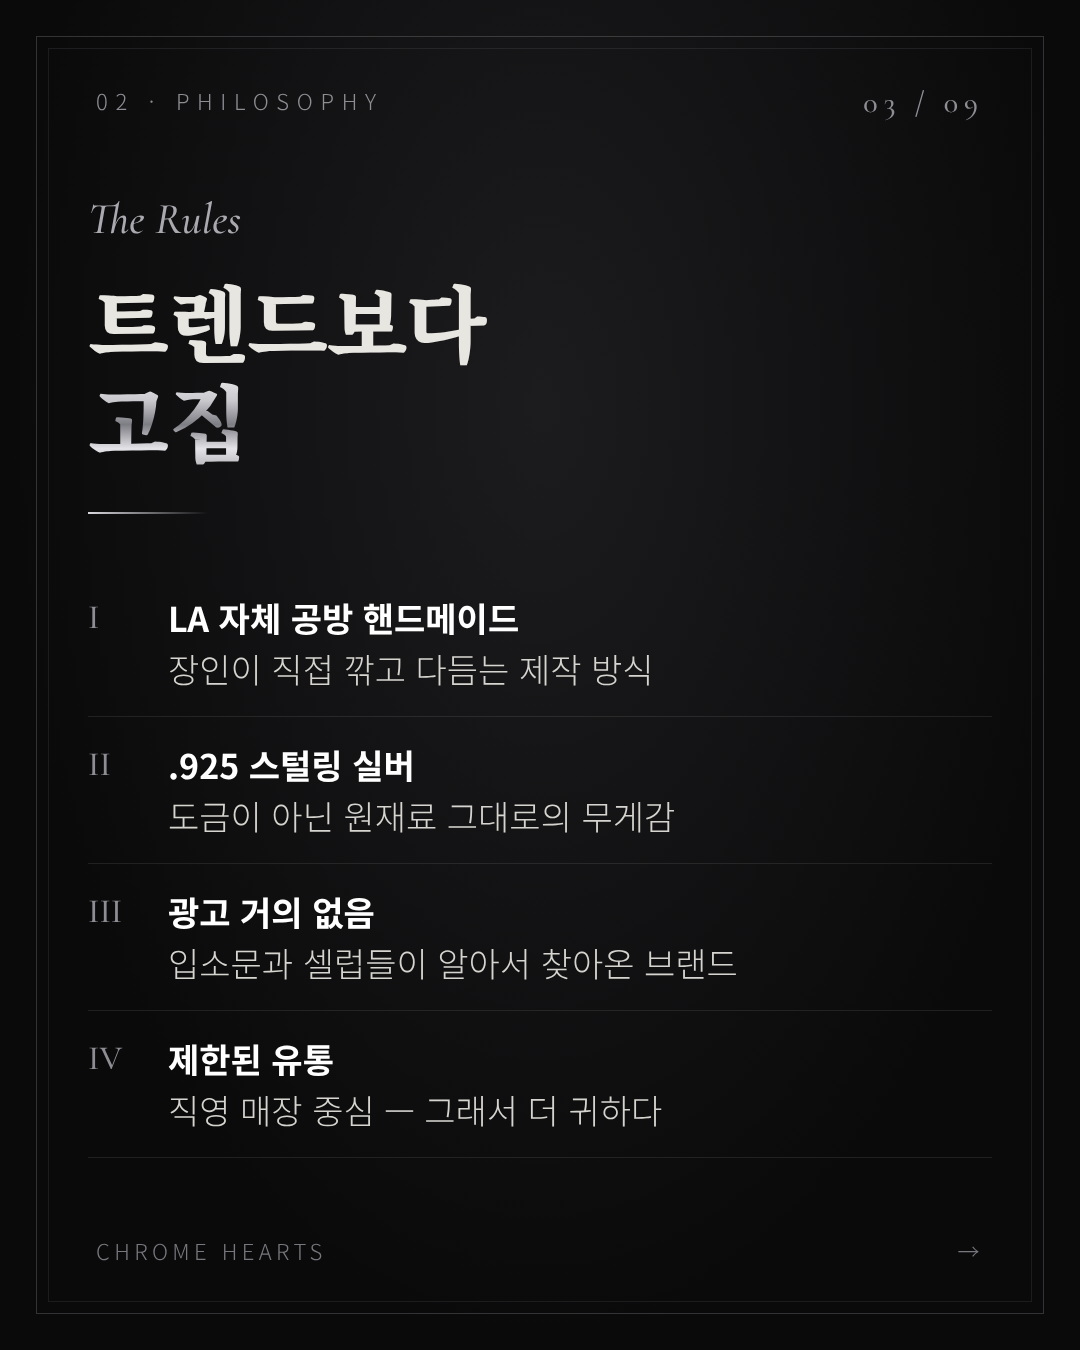 02 · PHILOSOPHY
03 / 09
The Rules
트렌드보다
고집
I
LA 자체 공방 핸드메이드
장인이 직접 깎고 다듬는 제작 방식
II
.925 스털링 실버
도금이 아닌 원재료 그대로의 무게감
III
광고 거의 없음
입소문과 셀럽들이 알아서 찾아온 브랜드
IV
제한된 유통
직영 매장 중심 — 그래서 더 귀하다
CHROME HEARTS
→